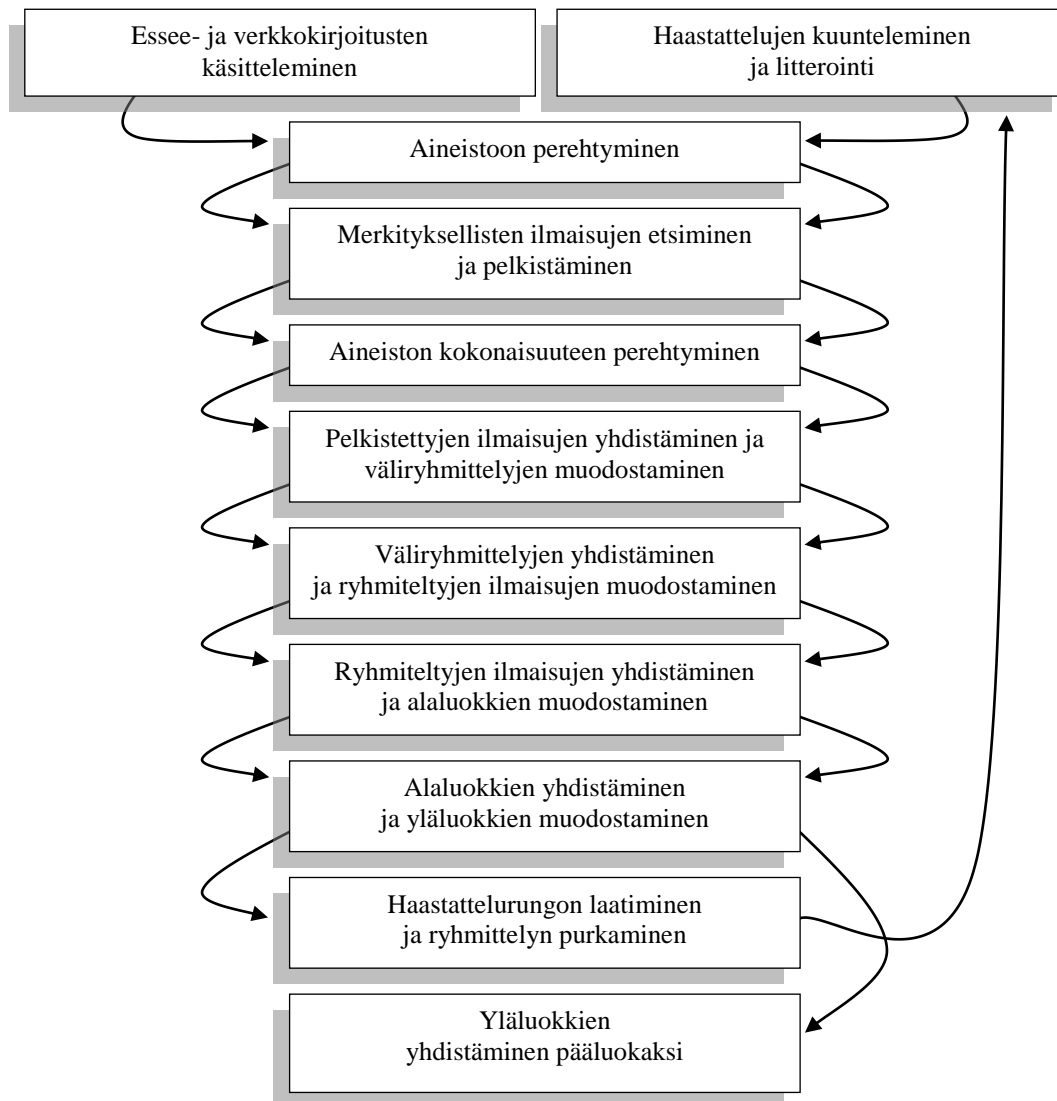 Essee- ja verkkokirjoitusten
käsitteleminen
Haastattelujen kuunteleminen
ja litterointi
Aineistoon perehtyminen
Merkityksellisten ilmaisujen etsiminen
ja pelkistäminen
Aineiston kokonaisuuteen perehtyminen
Pelkistettyjen ilmaisujen yhdistäminen ja
väliryhmittelyjen muodostaminen
Väliryhmittelyjen yhdistäminen
ja ryhmiteltyjen ilmaisujen muodostaminen
Ryhmiteltyjen ilmaisujen yhdistäminen
ja alaluokkien muodostaminen
Alaluokkien yhdistäminen
ja yläluokkien muodostaminen
Haastattelurungon laatiminen
ja ryhmittelyn purkaminen
Yläluokkien
yhdistäminen pääluokaksi